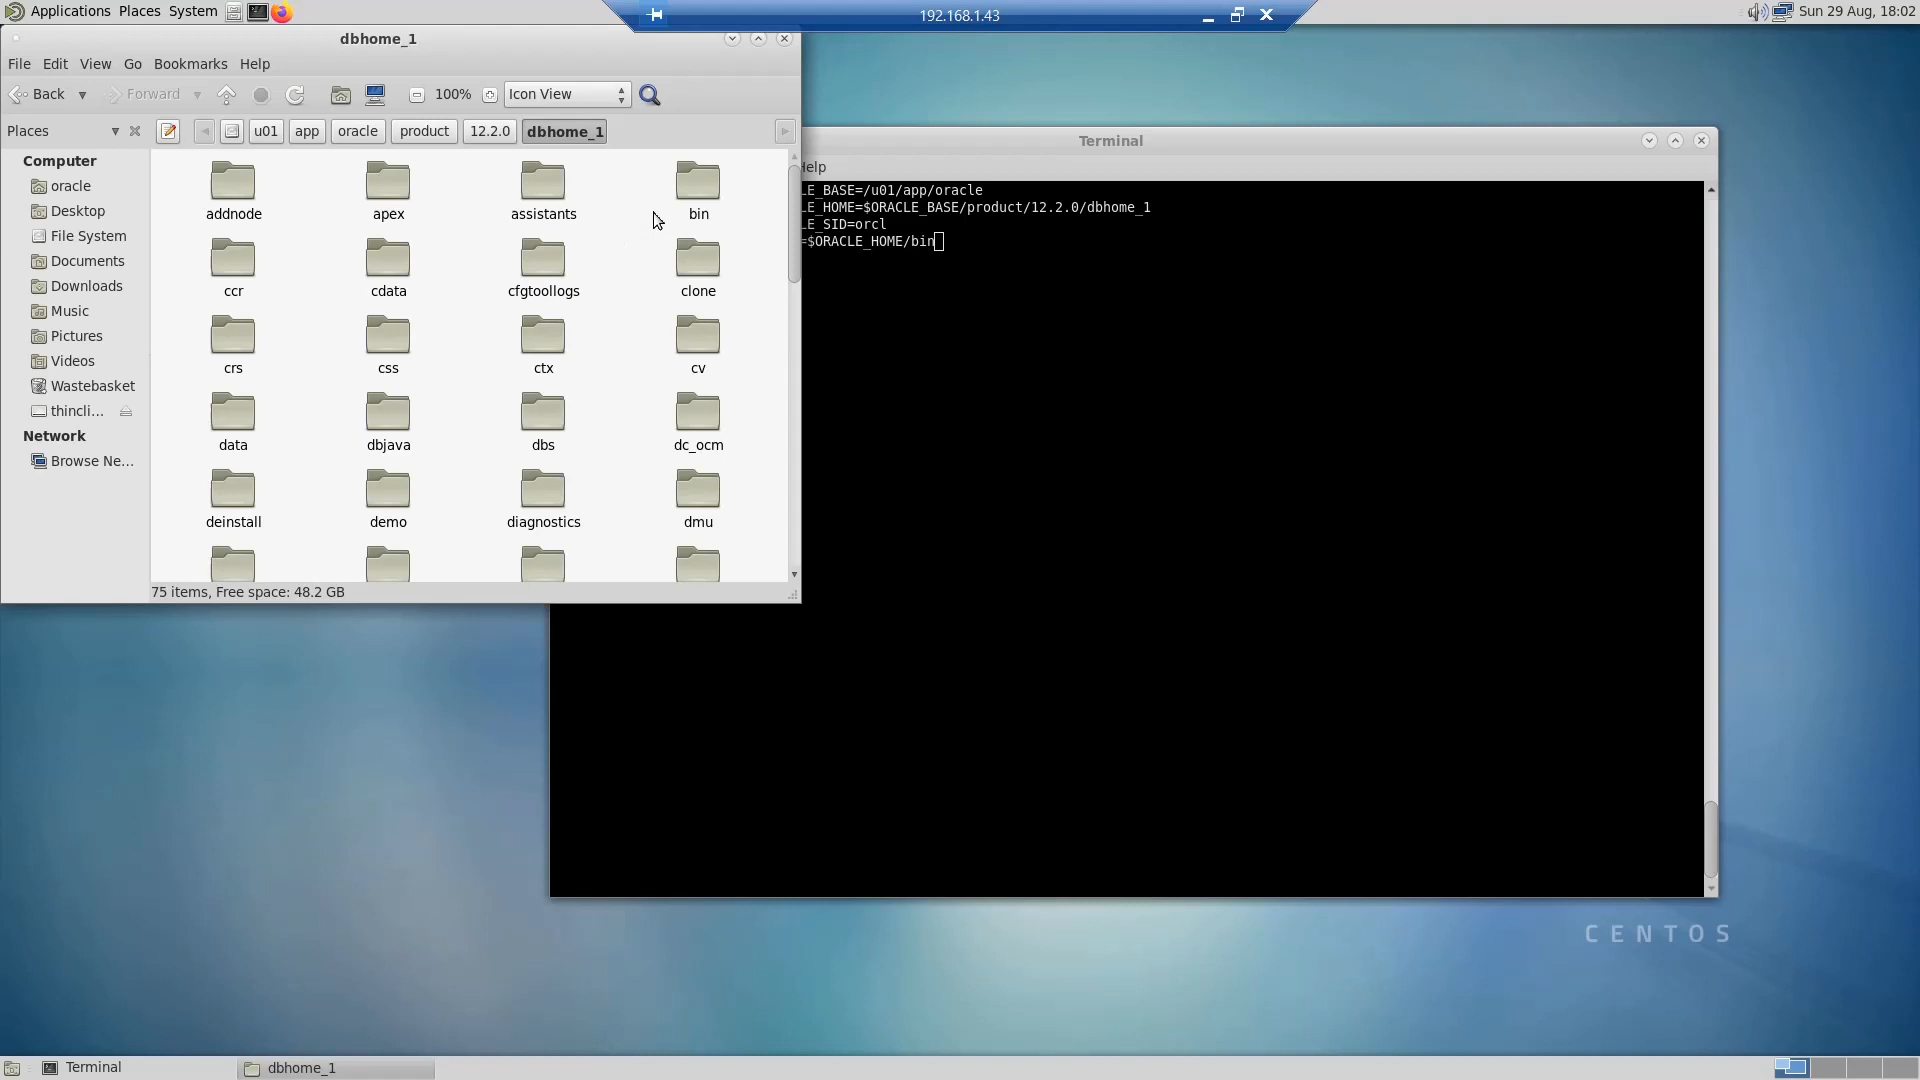 Applications Places System
192.168.1.43
Sun 29 Aug, 18:02
dbhome_1
File Edit View Go Bookmarks Help
Back Forward 100% Icon View
Places
u01 app oracle product 12.2.0 dbhome_1
Computer
oracle
Desktop
File System
Documents
Downloads
Music
Pictures
Videos
Wastebasket
thincli...
Network
Browse Ne...
addnode apex assistants bin
ccr cdata cfgtoollogs clone
crs css ctx cv
data dbjava dbs dc_ocm
deinstall demo diagnostics dmu
75 items, Free space: 48.2 GB
Terminal
Help
LE_BASE=/u01/app/oracle
LE_HOME=$ORACLE_BASE/product/12.2.0/dbhome_1
LE_SID=orcl
=$ORACLE_HOME/bin
CENTOS
Terminal dbhome_1